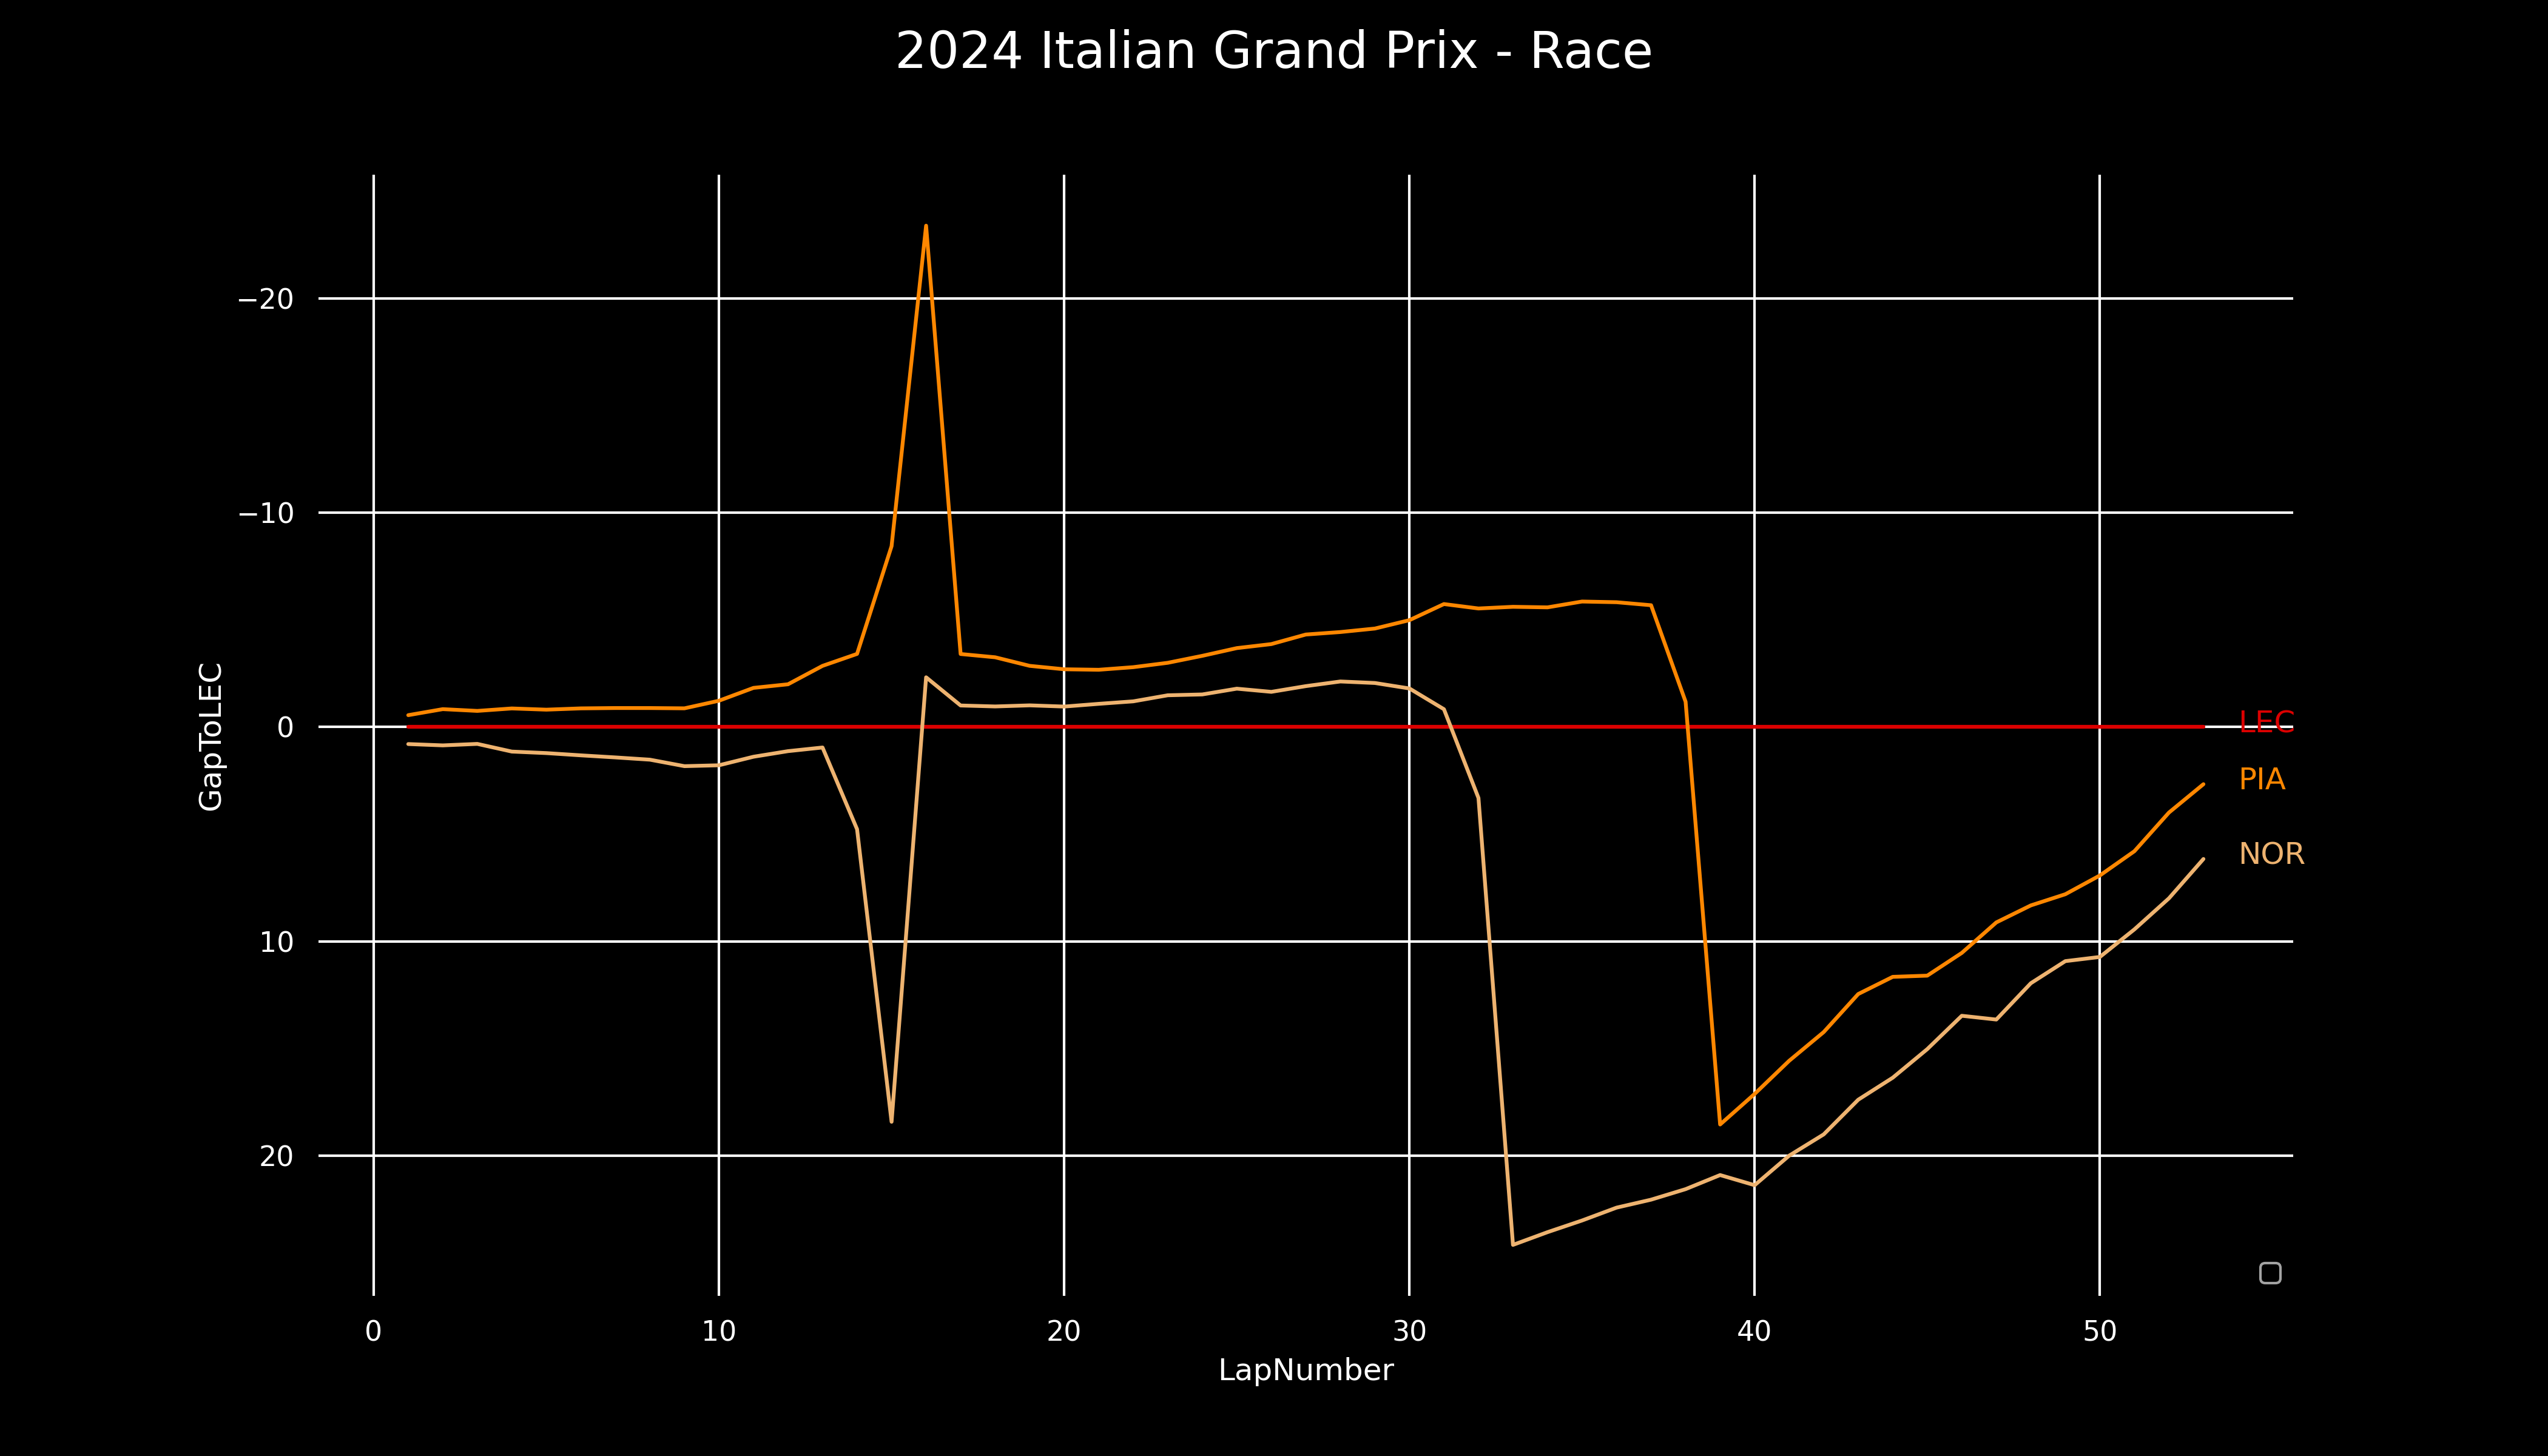 2024 Italian Grand Prix - Race
−20
−10
0
10
20
GapToLEC
LEC
PIA
NOR
0 10 20 30 40 50
LapNumber